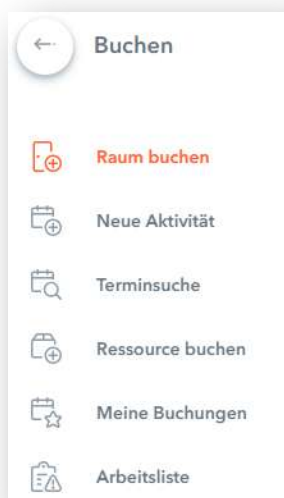 Buchen
Raum buchen
Neue Aktivität
Terminsuche
Ressource buchen
Meine Buchungen
Arbeitsliste